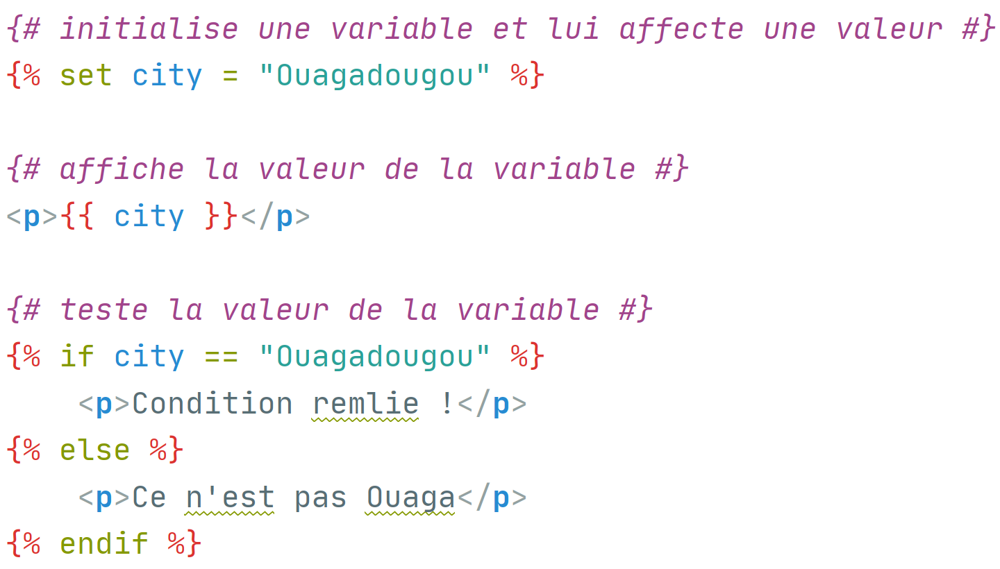 {# initialise une variable et lui affecte une valeur #}
{% set city = "Ouagadougou" %}
{# affiche la valeur de la variable #}
<p>{{ city }}</p>
{# teste la valeur de la variable #}
{% if city == "Ouagadougou" %}
<p>Condition remlie !</p>
{% else %}
<p>Ce n'est pas Ouaga</p>
{% endif %}